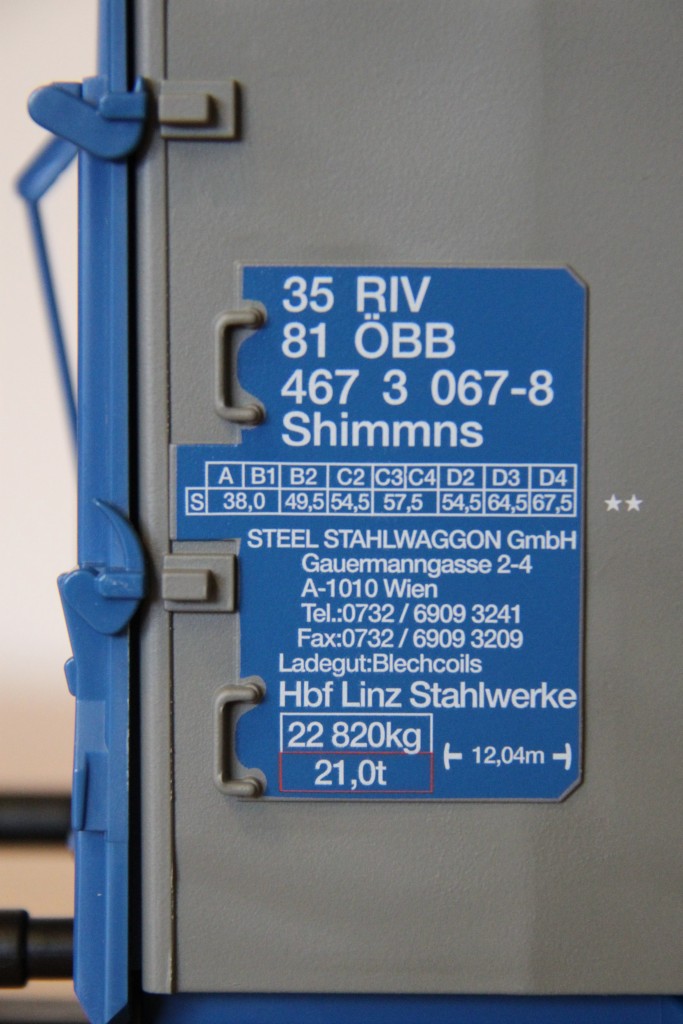 35 RIV
81 ÖBB
467 3 067-8
Shimmns
A B1 B2 C2 C3 C4 D2 D3 D4
S 38,0 49,5 54,5 57,5 54,5 64,5 67,5
★★
STEEL STAHLWAGGON GmbH
Gauermanngasse 2-4
A-1010 Wien
Tel.:0732 / 6909 3241
Fax:0732 / 6909 3209
Ladegut:Blechcoils
Hbf Linz Stahlwerke
22 820kg
12,04m
21,0t